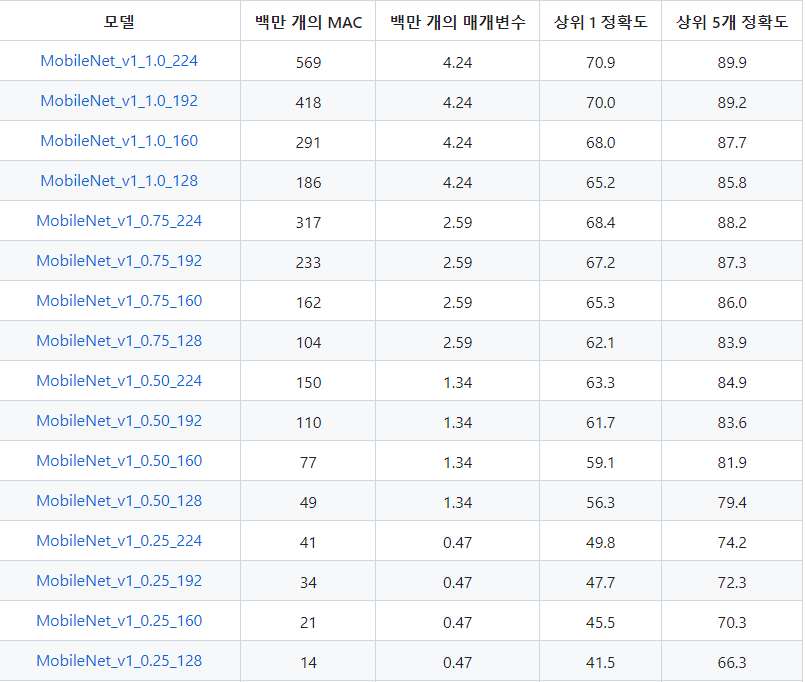 모델 백만 개의 MAC 백만 개의 매개변수 상위 1 정확도 상위 5개 정확도
MobileNet_v1_1.0_224 569 4.24 70.9 89.9
MobileNet_v1_1.0_192 418 4.24 70.0 89.2
MobileNet_v1_1.0_160 291 4.24 68.0 87.7
MobileNet_v1_1.0_128 186 4.24 65.2 85.8
MobileNet_v1_0.75_224 317 2.59 68.4 88.2
MobileNet_v1_0.75_192 233 2.59 67.2 87.3
MobileNet_v1_0.75_160 162 2.59 65.3 86.0
MobileNet_v1_0.75_128 104 2.59 62.1 83.9
MobileNet_v1_0.50_224 150 1.34 63.3 84.9
MobileNet_v1_0.50_192 110 1.34 61.7 83.6
MobileNet_v1_0.50_160 77 1.34 59.1 81.9
MobileNet_v1_0.50_128 49 1.34 56.3 79.4
MobileNet_v1_0.25_224 41 0.47 49.8 74.2
MobileNet_v1_0.25_192 34 0.47 47.7 72.3
MobileNet_v1_0.25_160 21 0.47 45.5 70.3
MobileNet_v1_0.25_128 14 0.47 41.5 66.3